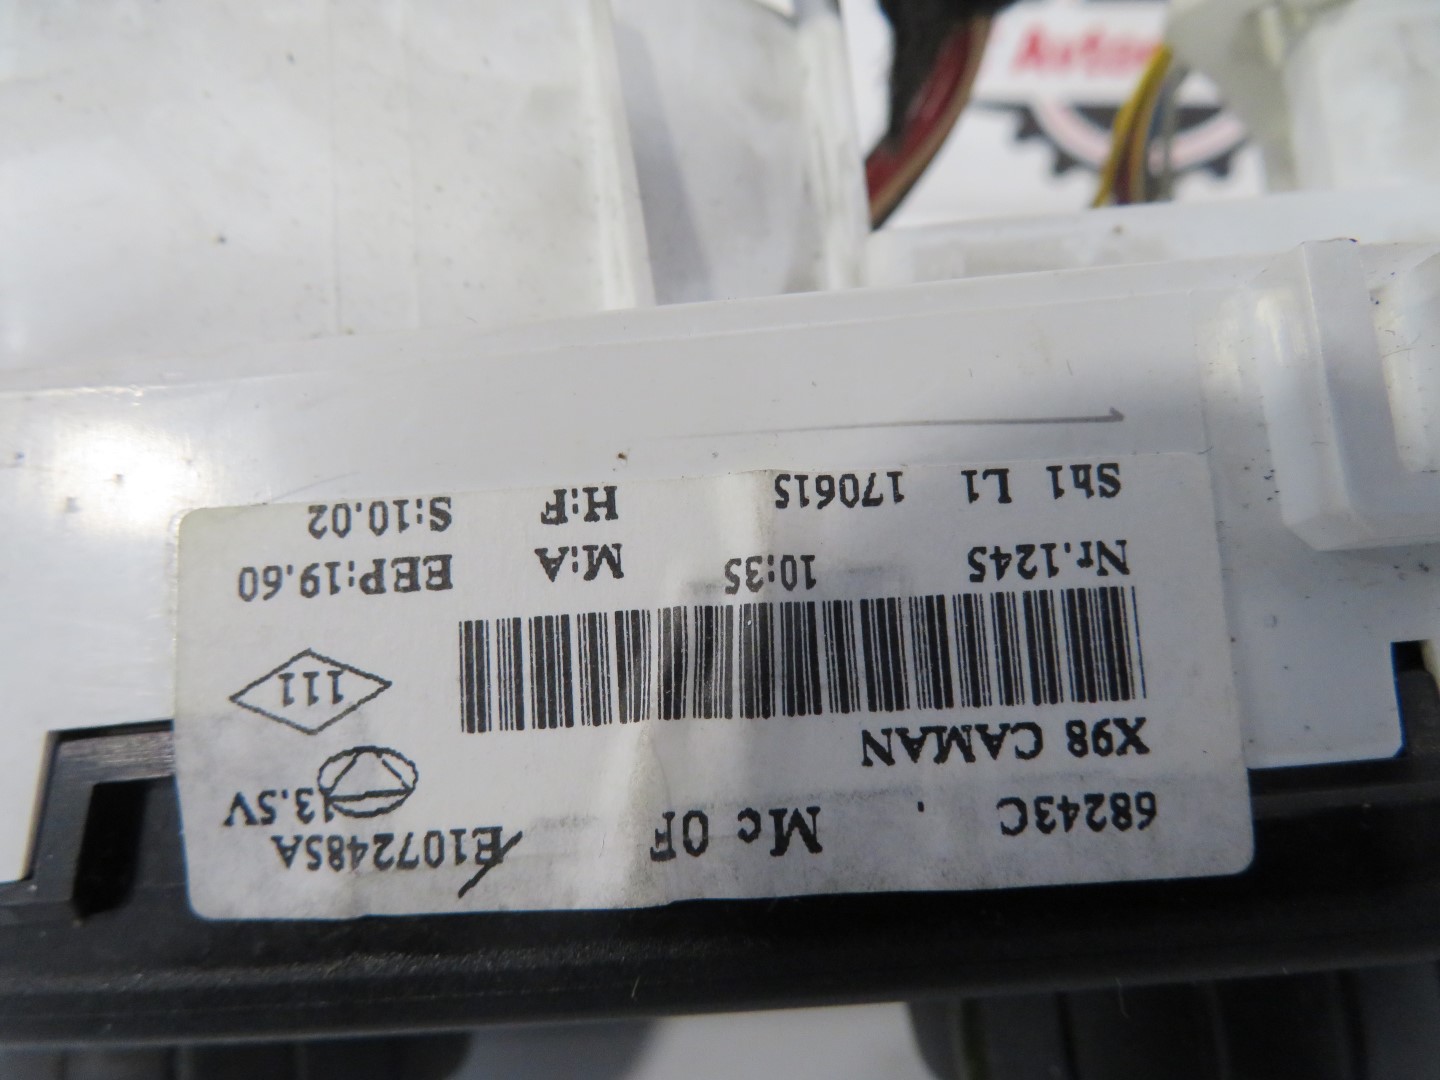 68243C . Mc 0F E1072485A
13.5V
X98 CAMAN
111
Nr.1245 10:35 M:A EEP:19.60
Sh1 L1 170615 H:F S:10.02